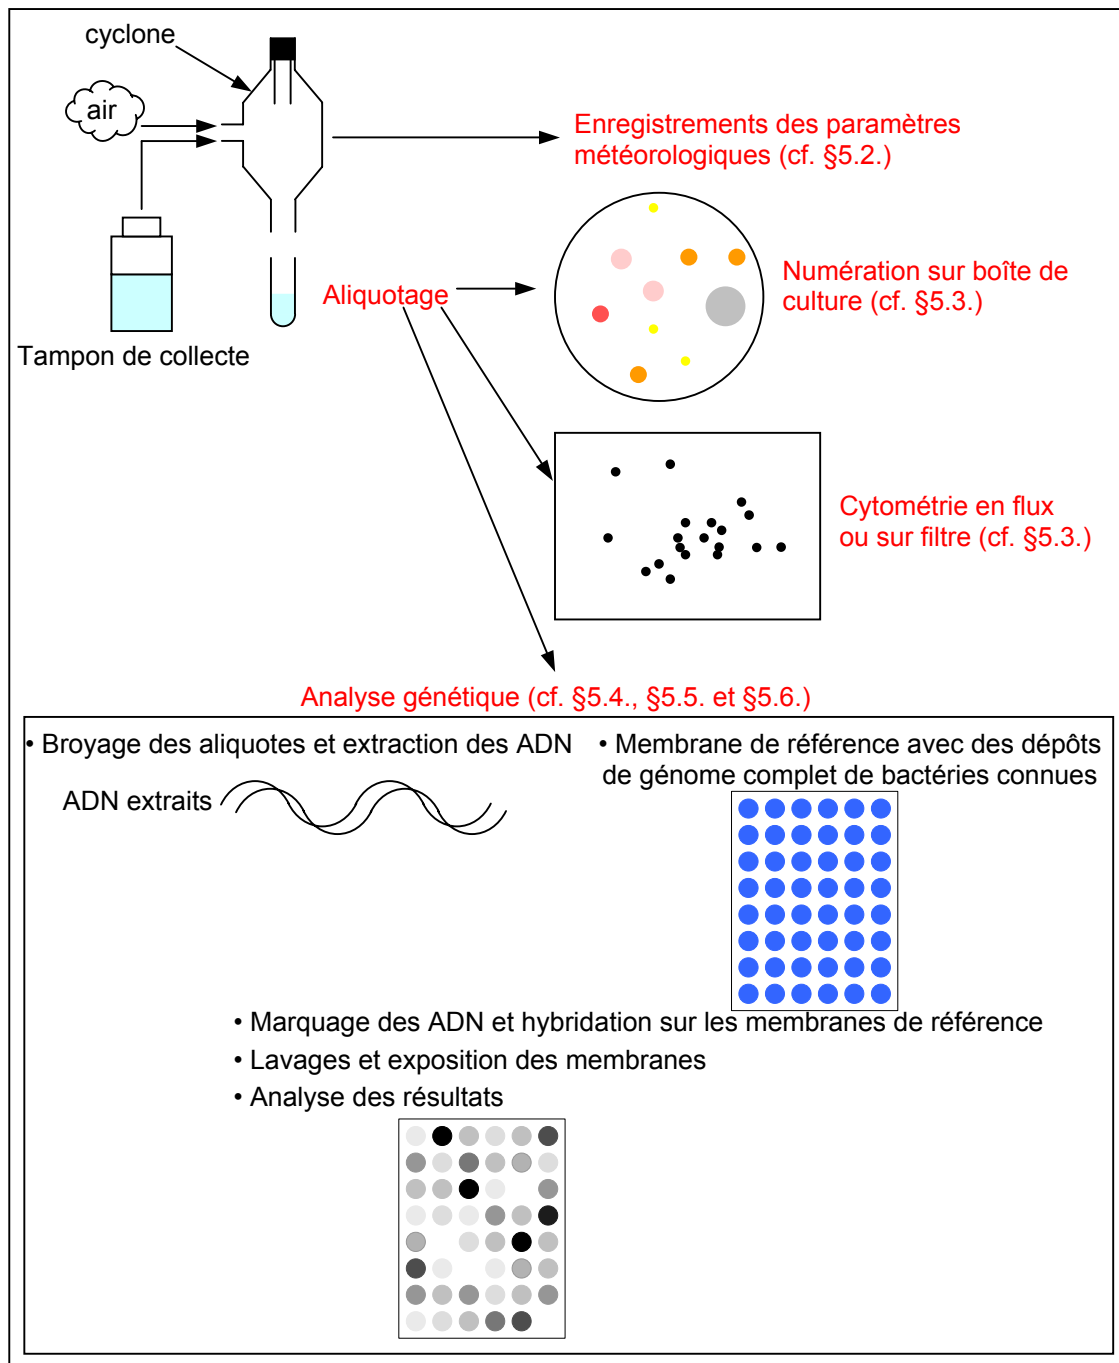 cyclone
air
Enregistrements des paramètres
météorologiques (cf. §5.2.)
Numération sur boîte de
culture (cf. §5.3.)
Aliquotage
Tampon de collecte
Cytométrie en flux
ou sur filtre (cf. §5.3.)
Analyse génétique (cf. §5.4., §5.5. et §5.6.)
• Broyage des aliquotes et extraction des ADN
ADN extraits
• Membrane de référence avec des dépôts
de génome complet de bactéries connues
• Marquage des ADN et hybridation sur les membranes de référence
• Lavages et exposition des membranes
• Analyse des résultats